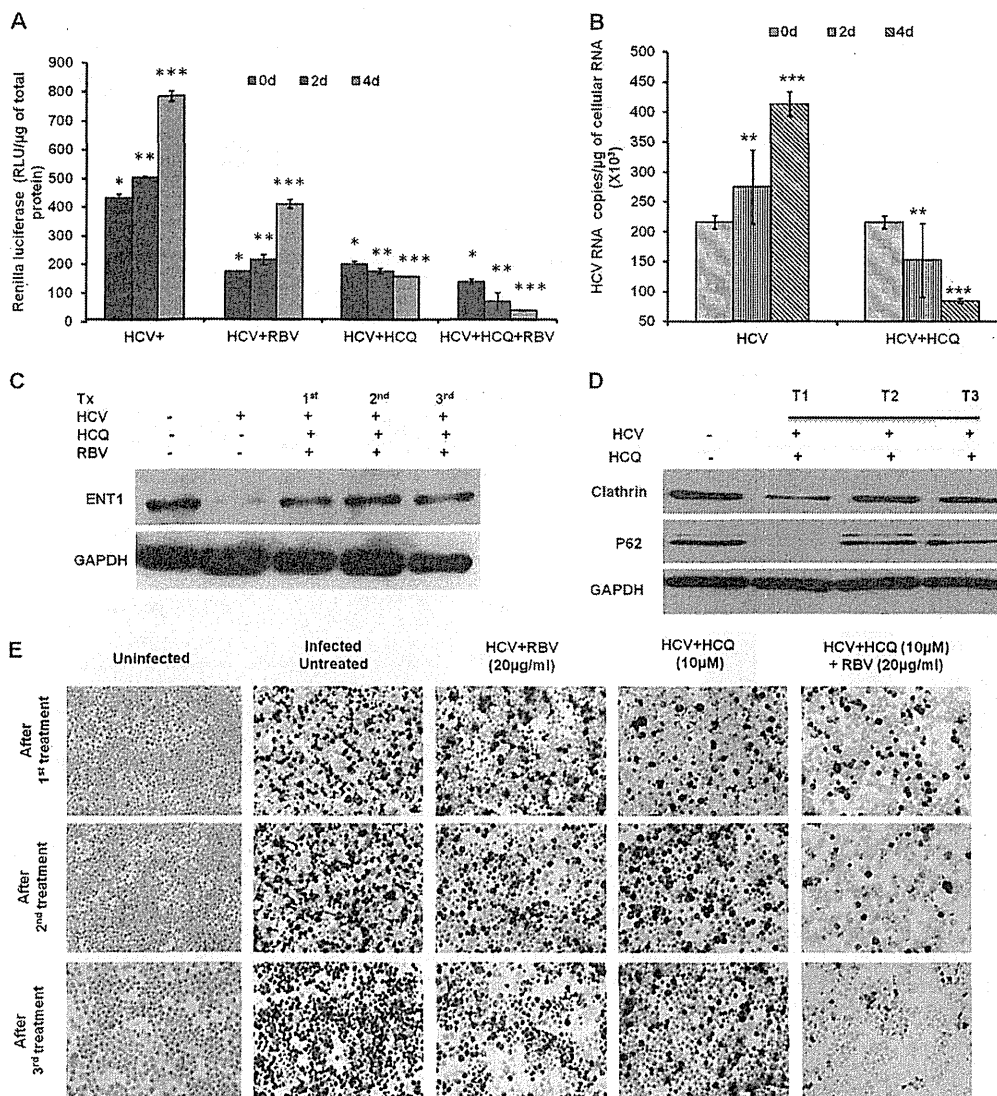 A
Renilla luciferase (RLU/µg of total
protein)
900
800
700
600
500
400
300
200
100
0
0d 2d 4d
* ** ***
* ** ***
* ** ***
* ** ***
HCV+ HCV+RBV HCV+HCQ HCV+HCQ+RBV
B
HCV RNA copies/µg of cellular RNA
(X10³)
500
450
400
350
300
250
200
150
100
50
0d 2d 4d
** ***
** ***
HCV HCV+HCQ
C
Tx 1st 2nd 3rd
HCV - + + + +
HCQ - - + + +
RBV - - + + +
ENT1
GAPDH
D
T1 T2 T3
HCV - + + +
HCQ - + + +
Clathrin
P62
GAPDH
E
Uninfected
Infected
Untreated
HCV+RBV
(20µg/ml)
HCV+HCQ
(10µM)
HCV+HCQ (10µM)
+ RBV (20µg/ml)
After
1st treatment
After
2nd treatment
After
3rd treatment